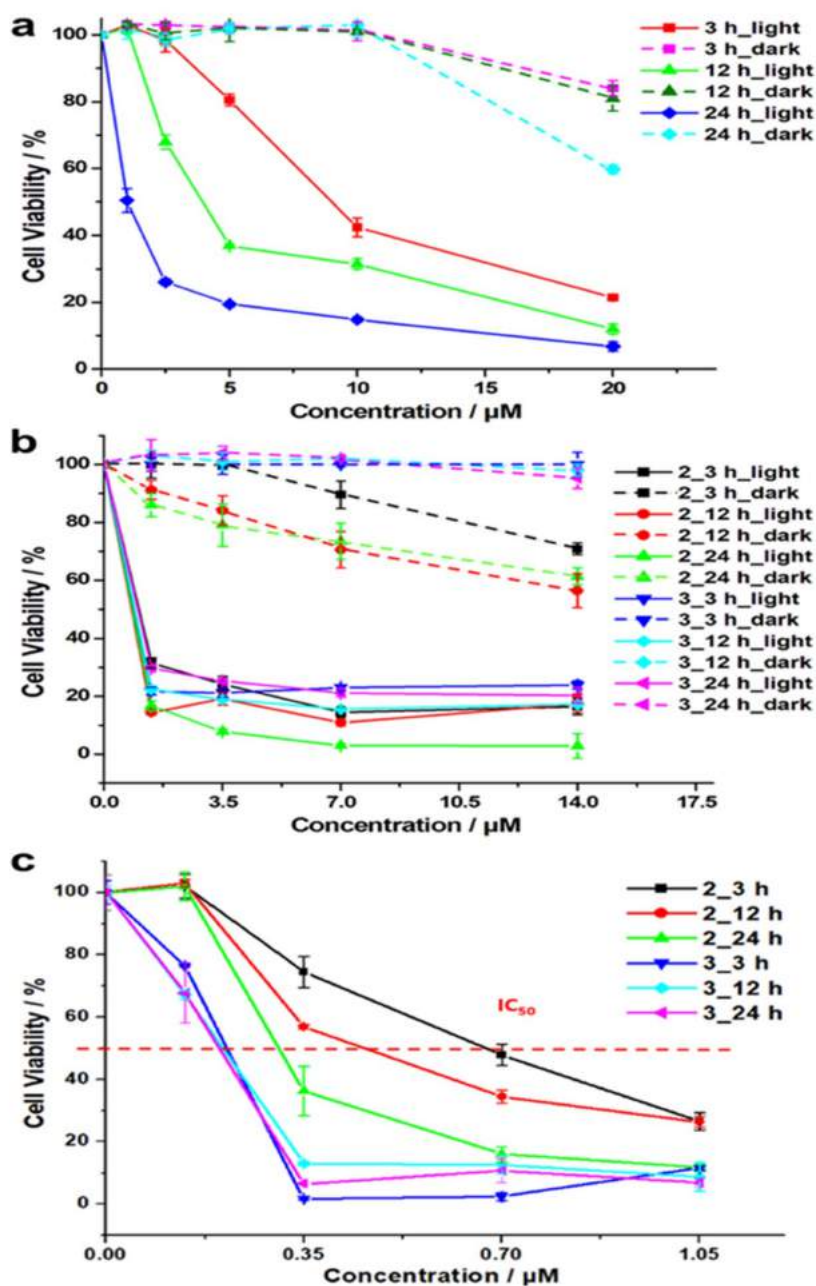 a
100
80
60
40
20
0
Cell Viability / %
0
5
10
15
20
Concentration / µM
3 h_light
3 h_dark
12 h_light
12 h_dark
24 h_light
24 h_dark
b
100
80
60
40
20
0
Cell Viability / %
0.0
3.5
7.0
10.5
14.0
17.5
Concentration / µM
2_3 h_light
2_3 h_dark
2_12 h_light
2_12 h_dark
2_24 h_light
2_24 h_dark
3_3 h_light
3_3 h_dark
3_12 h_light
3_12 h_dark
3_24 h_light
3_24 h_dark
c
100
80
60
40
20
0
Cell Viability / %
0.00
0.35
0.70
1.05
Concentration / µM
2_3 h
2_12 h
2_24 h
3_3 h
3_12 h
3_24 h
IC₅₀